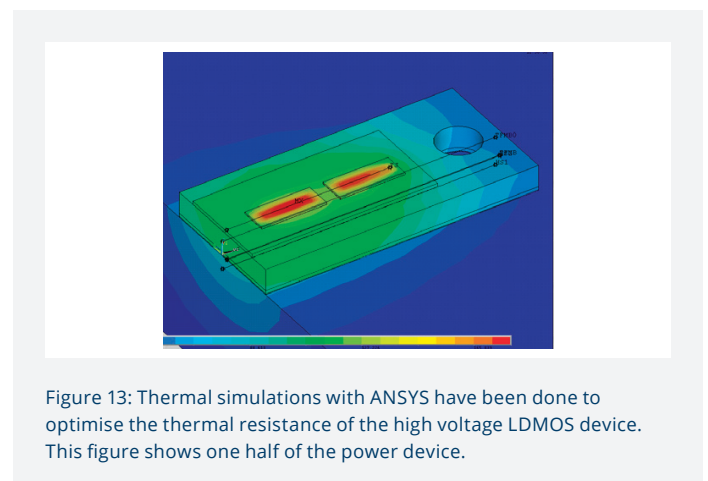 Figure 13: Thermal simulations with ANSYS have been done to
optimise the thermal resistance of the high voltage LDMOS device.
This figure shows one half of the power device.